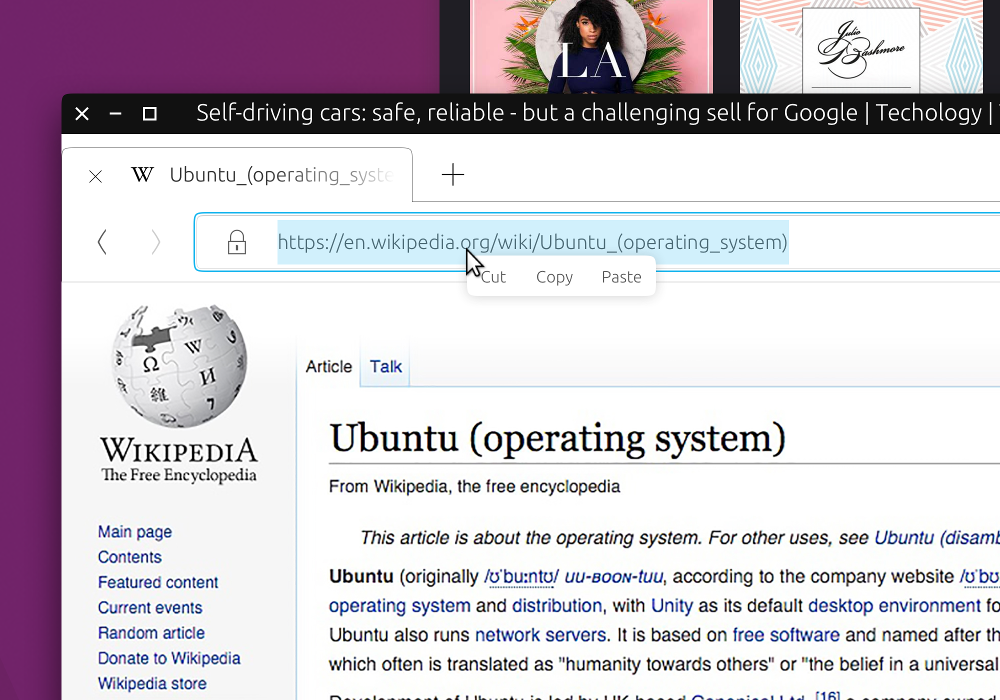 LA
Julio Bashmore
Self-driving cars: safe, reliable - but a challenging sell for Google | Techology |
W Ubuntu_(operating_syste
https://en.wikipedia.org/wiki/Ubuntu_(operating_system)
Cut Copy Paste
Article Talk
WIKIPEDIA
The Free Encyclopedia
Ubuntu (operating system)
From Wikipedia, the free encyclopedia
This article is about the operating system. For other uses, see Ubuntu (disamb
Main page
Contents
Featured content
Current events
Random article
Donate to Wikipedia
Wikipedia store
Ubuntu (originally /ʊˈbuːntʊ/ uu-BOON-tuu, according to the company website /ʊˈbʊ
operating system and distribution, with Unity as its default desktop environment fo
Ubuntu also runs network servers. It is based on free software and named after th
which often is translated as "humanity towards others" or "the belief in a universal
Development of Ubuntu is led by UK-based Canonical Ltd., [16] a company owned